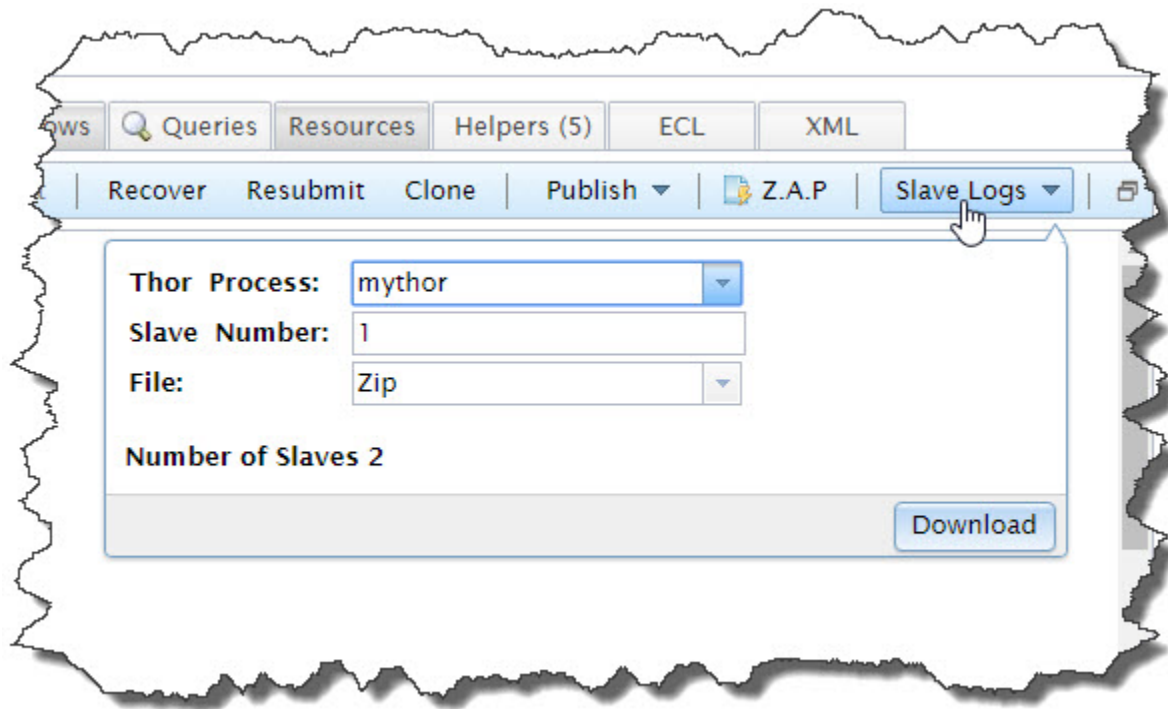 ows Queries Resources Helpers (5) ECL XML
Recover Resubmit Clone Publish Z.A.P Slave Logs
Thor Process: mythor
Slave Number: 1
File: Zip
Number of Slaves 2
Download